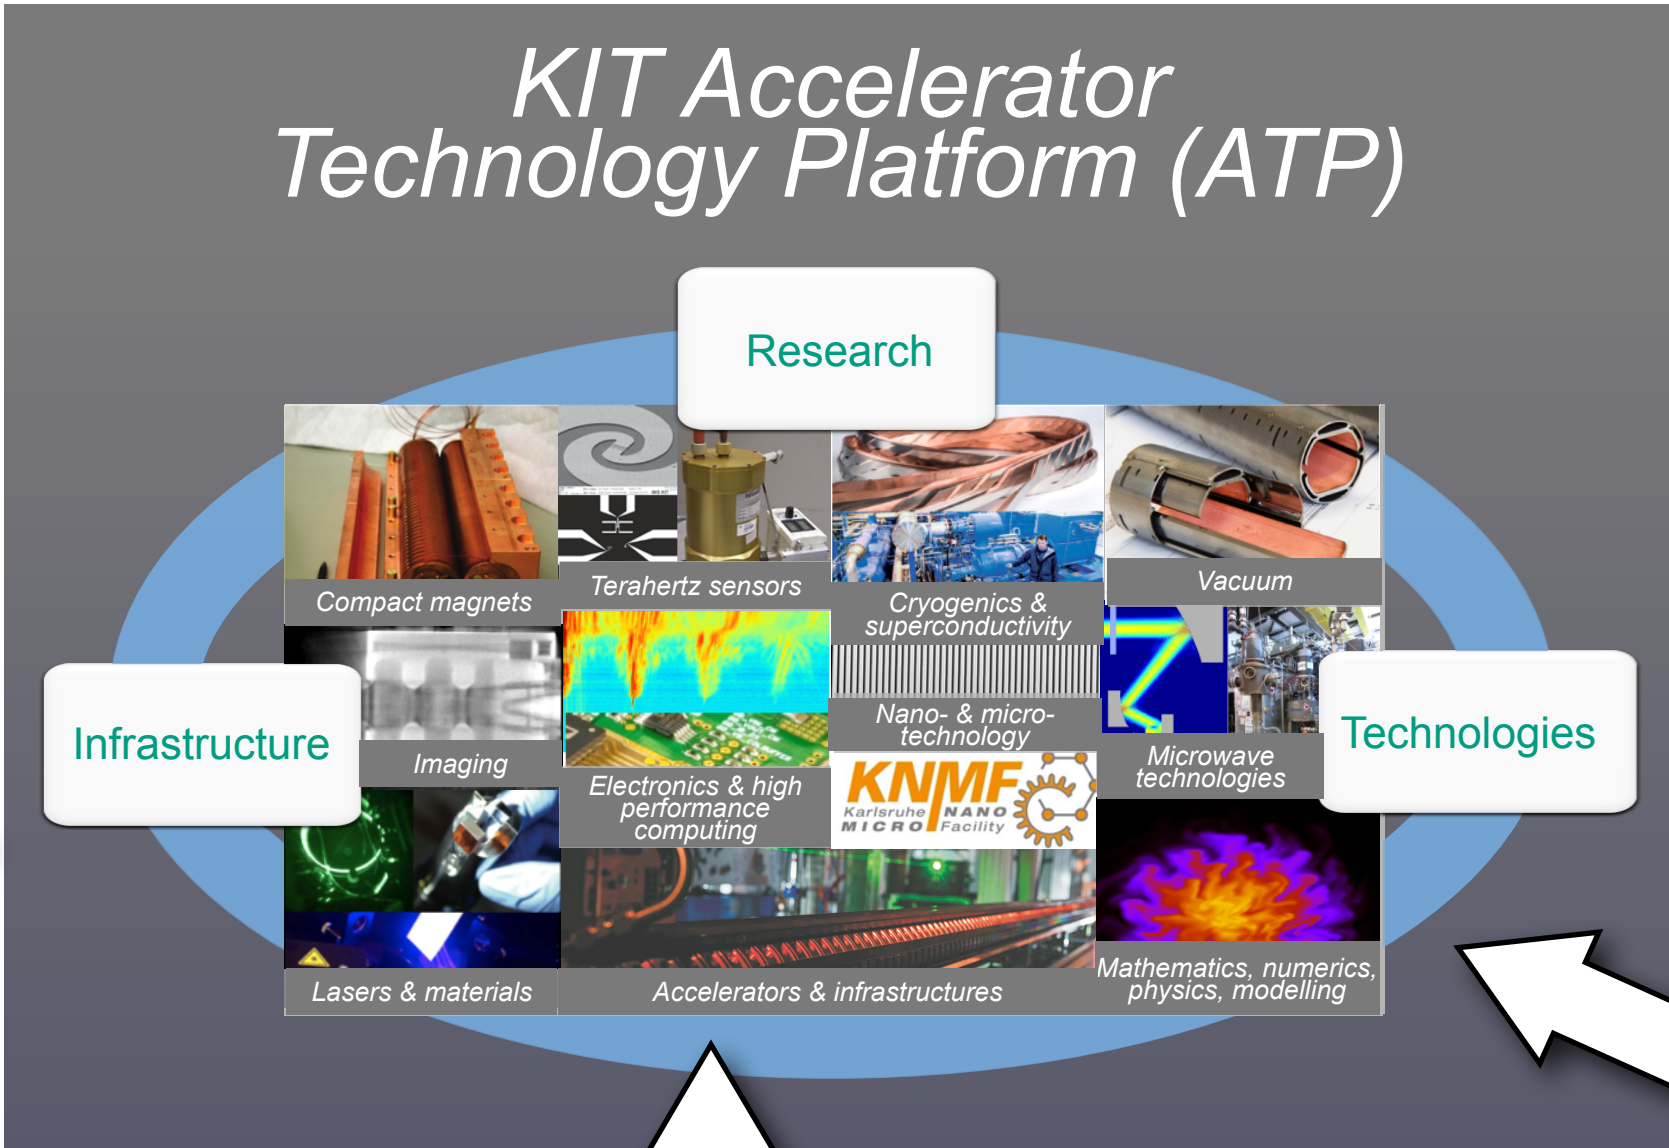 KIT Accelerator
Technology Platform (ATP)
Research
Compact magnets
Terahertz sensors
Cryogenics &
superconductivity
Vacuum
Infrastructure
Imaging
Electronics & high
performance
computing
Nano- & micro-
technology
KNMF
Karlsruhe NANO
MICRO Facility
Microwave
technologies
Technologies
Lasers & materials
Accelerators & infrastructures
Mathematics, numerics,
physics, modelling